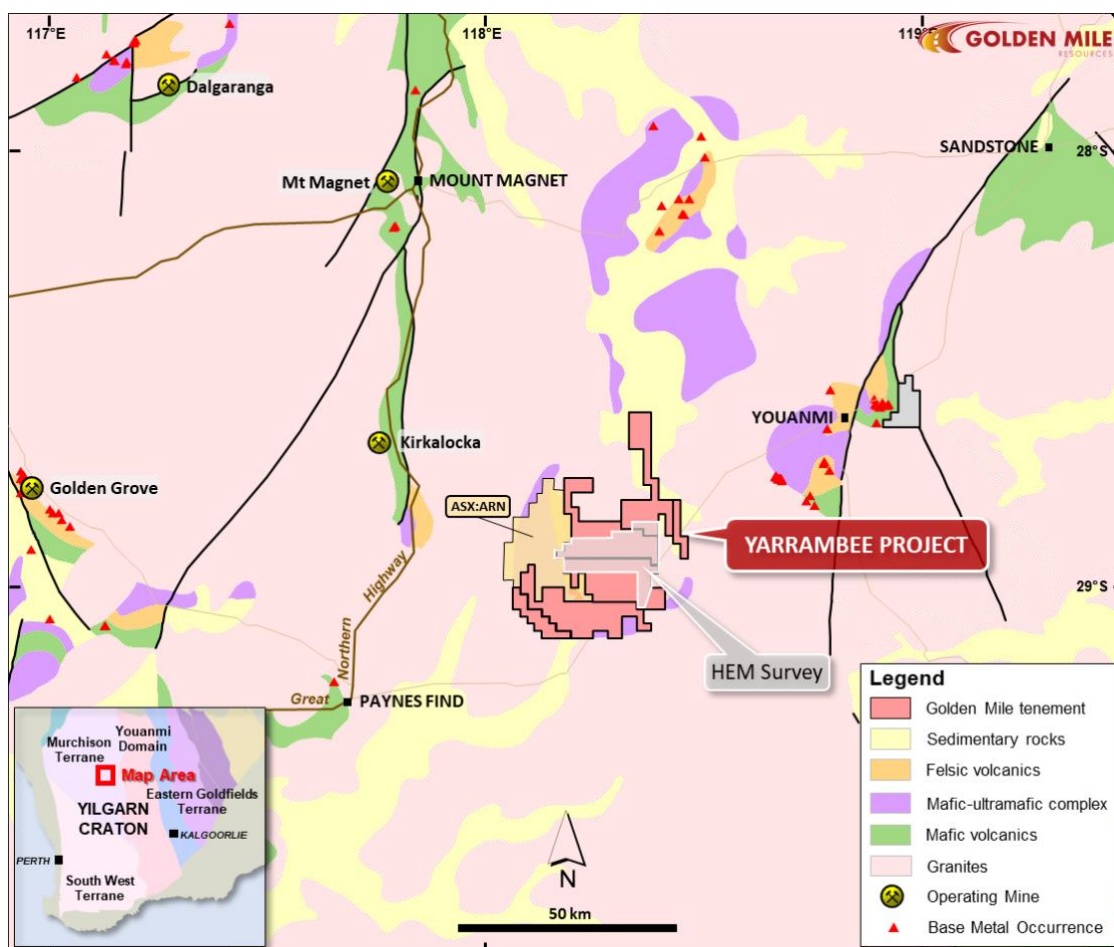 117°E
118°E
119°
GOLDEN MILE
RESOURCES
Dalgaranga
SANDSTONE
28°S
Mt Magnet
MOUNT MAGNET
YOUANMI
Kirkalocka
Golden Grove
ASX:ARN
YARRAMBEE PROJECT
29°S
HEM Survey
Great
Northern
Highway
PAYNES FIND
Legend
Golden Mile tenement
Sedimentary rocks
Felsic volcanics
Mafic-ultramafic complex
Mafic volcanics
Granites
Operating Mine
Base Metal Occurrence
Murchison
Terrane
Youanmi
Domain
Map Area
Eastern Goldfields
Terrane
YILGARN
CRATON
KALGOORLIE
PERTH
South West
Terrane
N
50 km